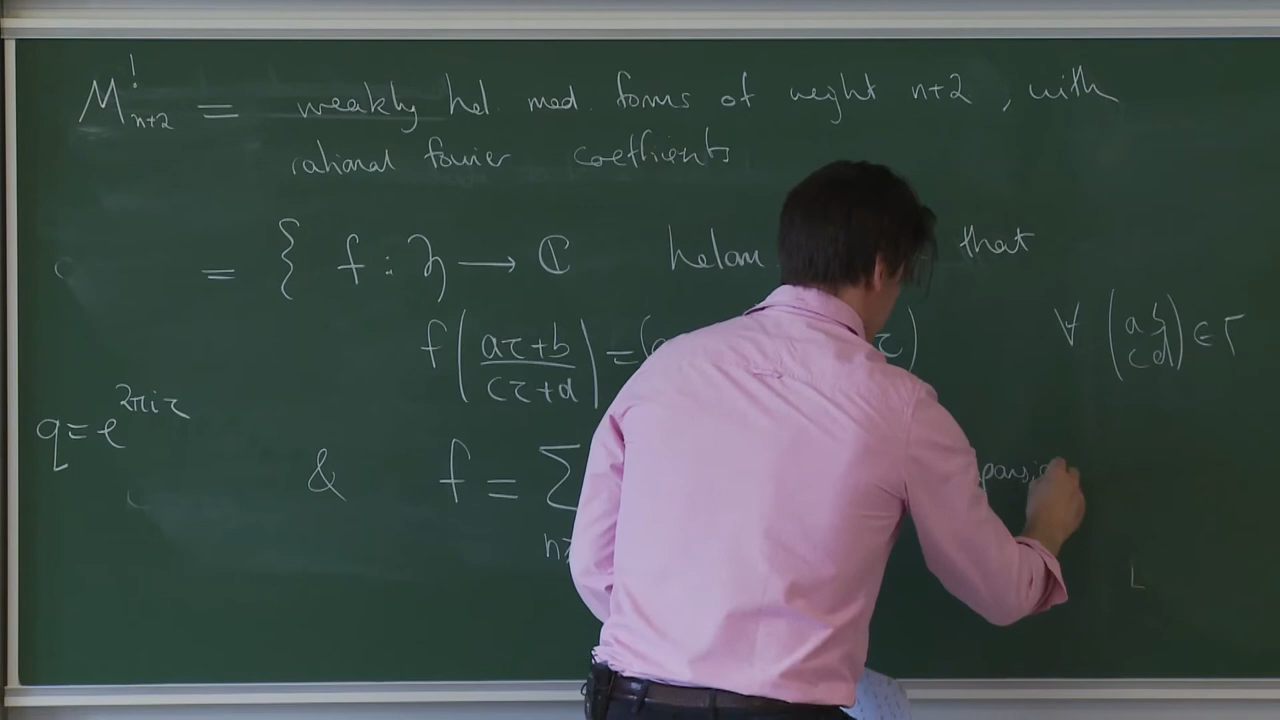 M^!_{n+2} = weakly hol. mod. forms of weight n+2, with
rational fourier coefficients
= { f : 𝔥 → ℂ holom that
f((aτ+b)/(cτ+d)) = ( τ) ∀ (a b c d) ∈ Γ
q = e^{2πiτ}
& f = Σ
n